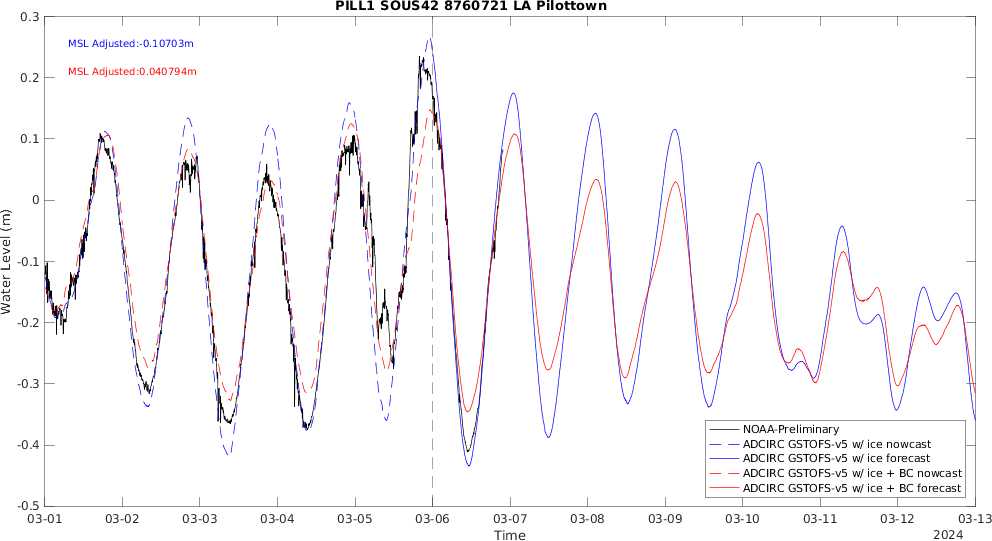 PILL1 SOUS42 8760721 LA Pilottown
MSL Adjusted:-0.10703m
MSL Adjusted:0.040794m
Water Level (m)
0.3
0.2
0.1
0
-0.1
-0.2
-0.3
-0.4
-0.5
NOAA-Preliminary
ADCIRC GSTOFS-v5 w/ ice nowcast
ADCIRC GSTOFS-v5 w/ ice forecast
ADCIRC GSTOFS-v5 w/ ice + BC nowcast
ADCIRC GSTOFS-v5 w/ ice + BC forecast
03-01 03-02 03-03 03-04 03-05 03-06 03-07 03-08 03-09 03-10 03-11 03-12 03-13
Time
2024